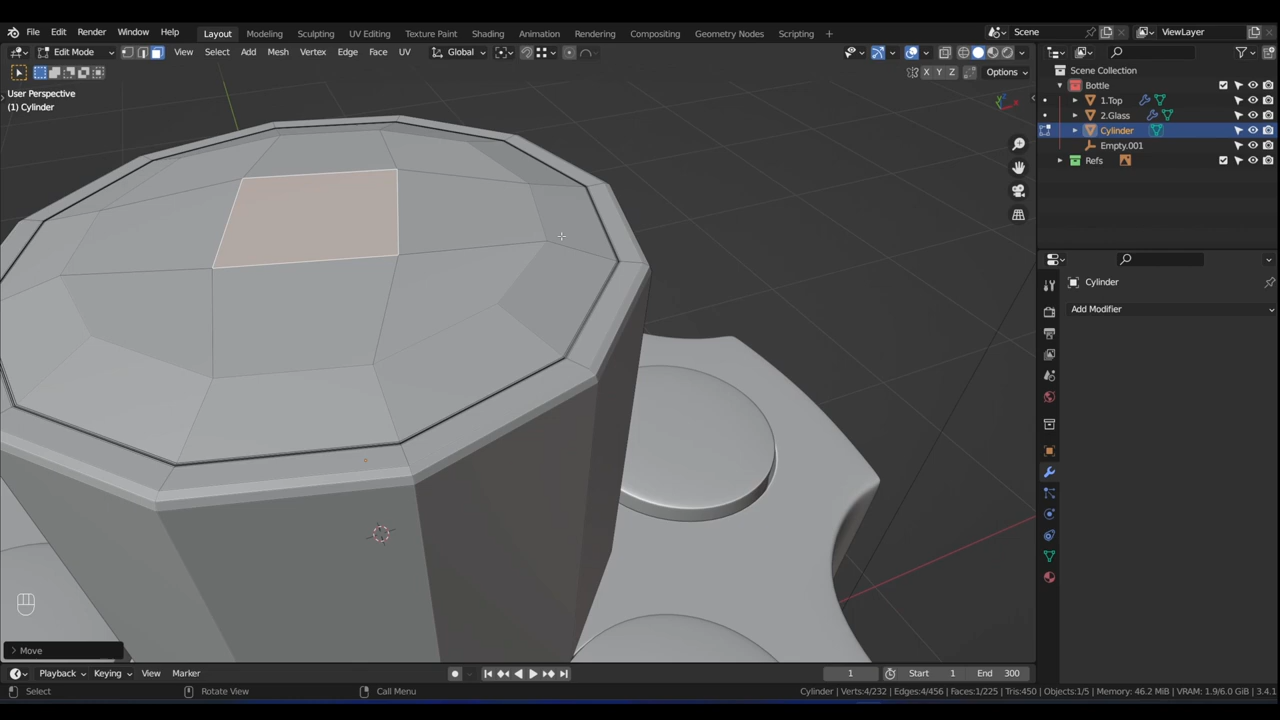 File Edit Render Window Help Layout Modeling Sculpting UV Editing Texture Paint Shading Animation Rendering Compositing Geometry Nodes Scripting + Scene ViewLayer
Edit Mode View Select Add Mesh Vertex Edge Face UV Global
X Y Z Options
User Perspective
(1) Cylinder
Scene Collection
Bottle
1.Top
2.Glass
Cylinder
Empty.001
Refs
Cylinder
Add Modifier
Move
Playback Keying View Marker 1 Start 1 End 300
Select Rotate View Call Menu Cylinder | Verts:4/232 | Edges:4/456 | Faces:1/225 | Tris:450 | Objects:1/5 | Memory: 46.2 MiB | VRAM: 1.9/6.0 GiB | 3.4.1